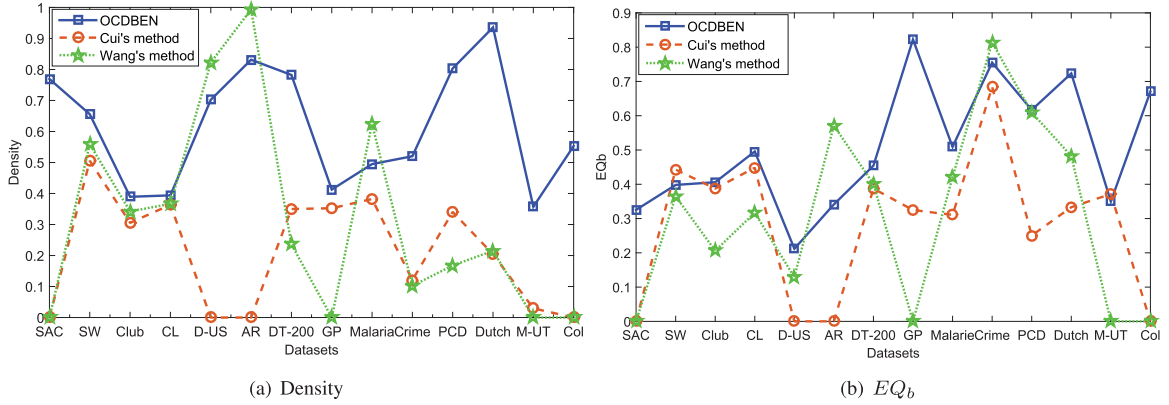 1
0.9
0.8
0.7
0.6
0.5
0.4
0.3
0.2
0.1
0
Density
OCDBEN
Cui's method
Wang's method
SAC SW Club CL D-US AR DT-200 GP Malaria Crime PCD Dutch M-UT Col
Datasets
(a) Density
0.9
0.8
0.7
0.6
0.5
0.4
0.3
0.2
0.1
0
EQb
OCDBEN
Cui's method
Wang's method
SAC SW Club CL D-US AR DT-200 GP Malaria Crime PCD Dutch M-UT Col
Datasets
(b) EQb